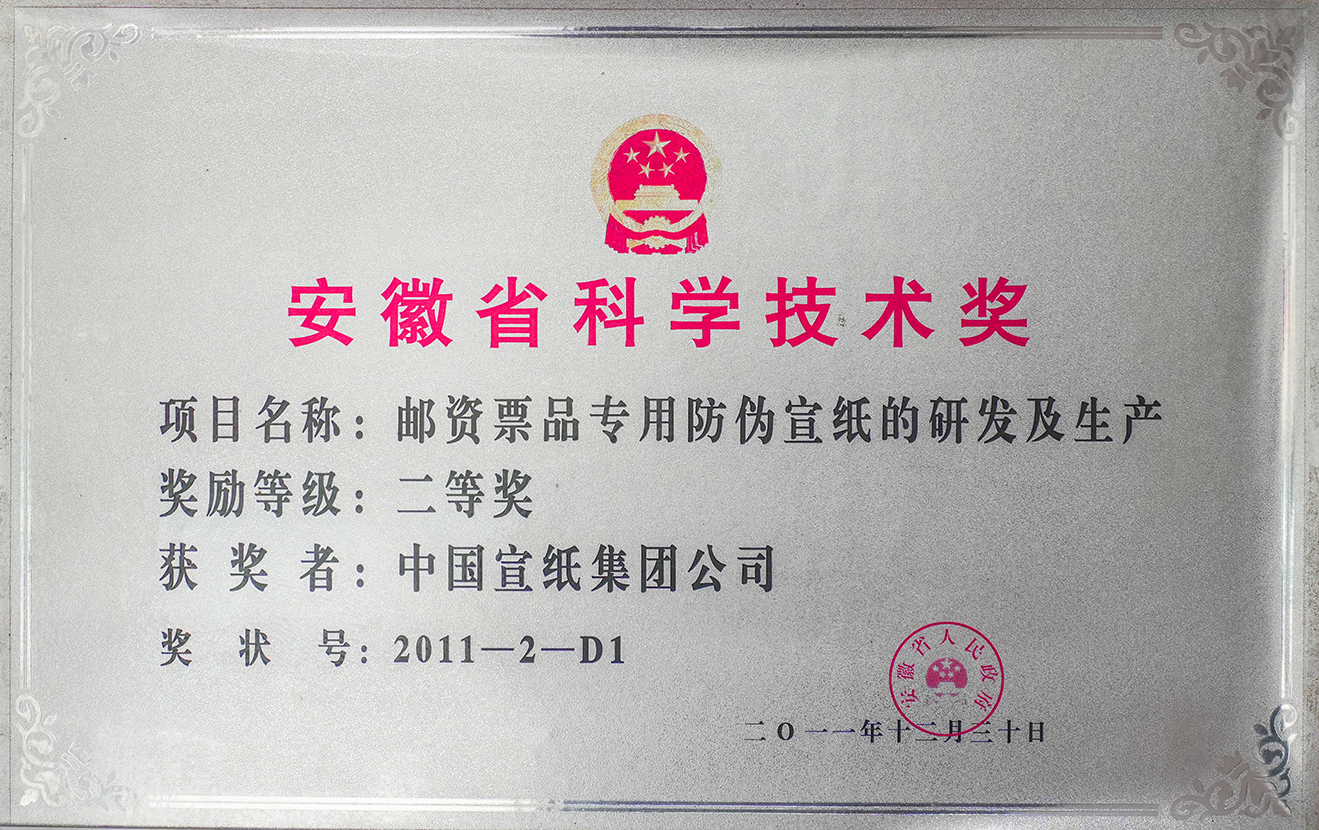 安徽省科学技术奖
项目名称：邮资票品专用防伪宣纸的研发及生产
奖励等级：二等奖
获奖者：中国宣纸集团公司
奖状号：2011—2—D1
安徽省人民政府
二O一一年十二月三十日